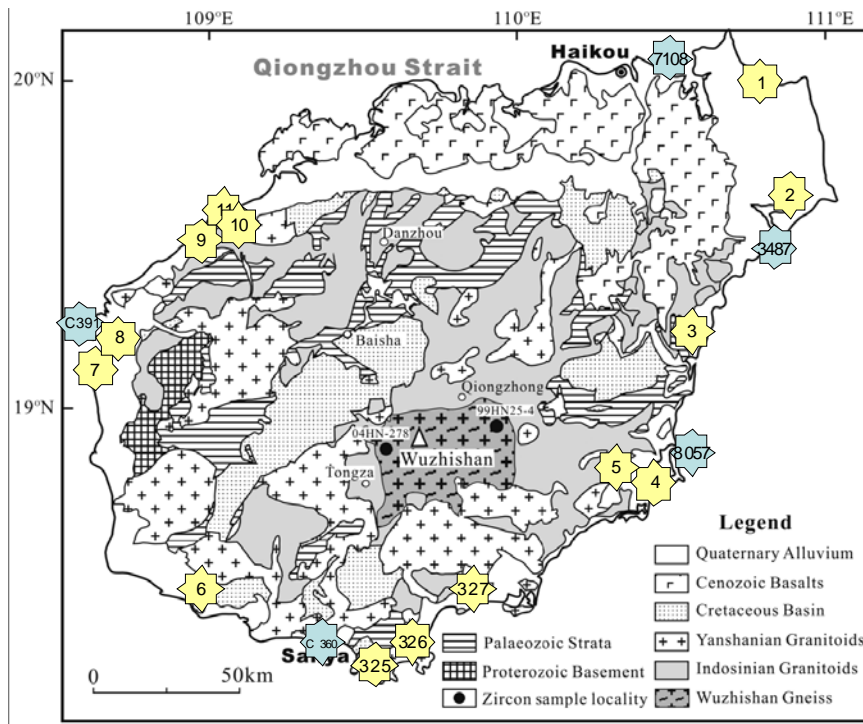 109°E
110°E
111°E
Haikou
7108
Qiongzhou Strait
20°N
1
2
11
10
9
Danzhou
3487
C391
8
3
7
Baisha
Qiongzhong
19°N
99HN25-4
04HN-278
Wuzhishan
3057
5
4
Tongza
Legend
Quaternary Alluvium
Cenozoic Basalts
6
327
Cretaceous Basin
C 360
326
Palaeozoic Strata
Yanshanian Granitoids
Sanya
325
0
50km
Proterozoic Basement
Indosinian Granitoids
Zircon sample locality
Wuzhishan Gneiss